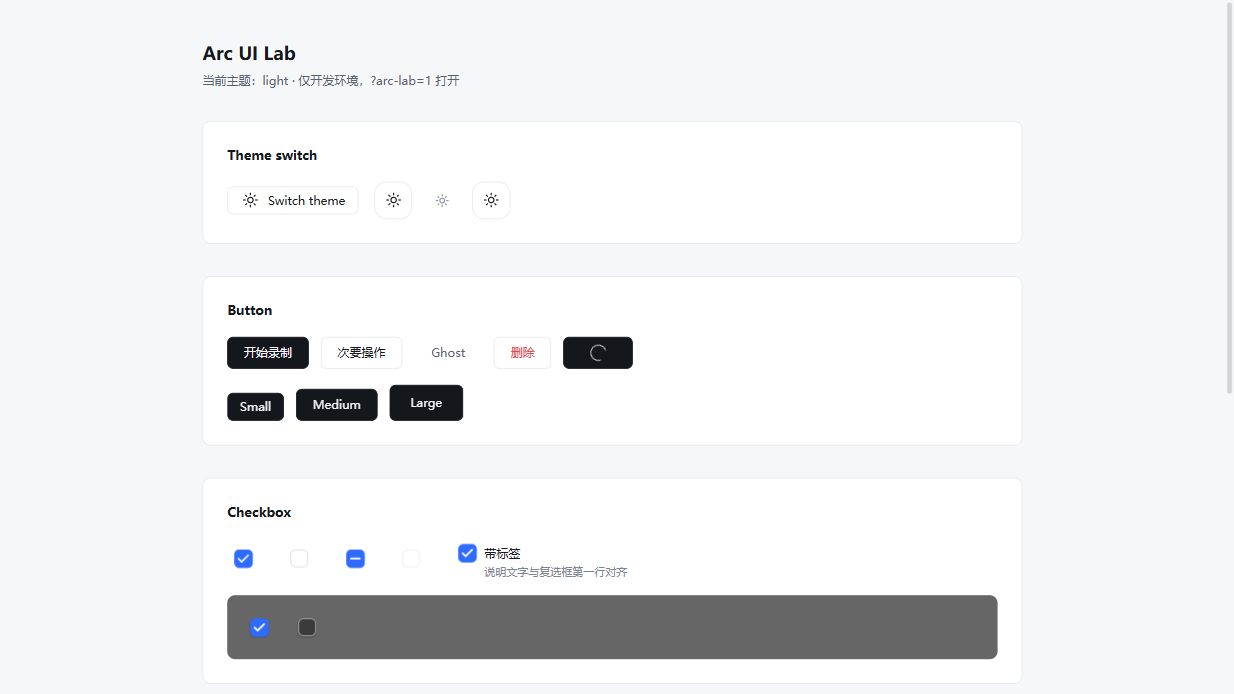 Arc UI Lab
当前主题：light · 仅开发环境，?arc-lab=1 打开
Theme switch
Switch theme
Button
开始录制 次要操作 Ghost 删除
Small Medium Large
Checkbox
带标签
说明文字与复选框第一行对齐